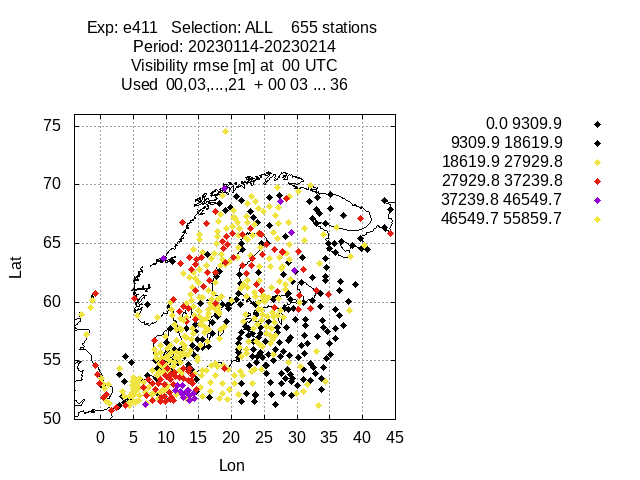 Exp: e411   Selection: ALL    655 stations
Period: 20230114-20230214
Visibility rmse [m] at  00 UTC
Used  00,03,...,21  + 00 03 ... 36
0.0 9309.9
9309.9 18619.9
18619.9 27929.8
27929.8 37239.8
37239.8 46549.7
46549.7 55859.7
75
70
65
60
55
50
Lat
0 5 10 15 20 25 30 35 40 45
Lon